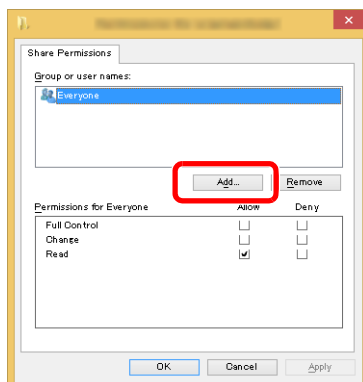 Share Permissions
Group or user names:
Everyone
Add... Remove
Permissions for Everyone Allow Deny
Full Control
Change
Read
OK Cancel Apply